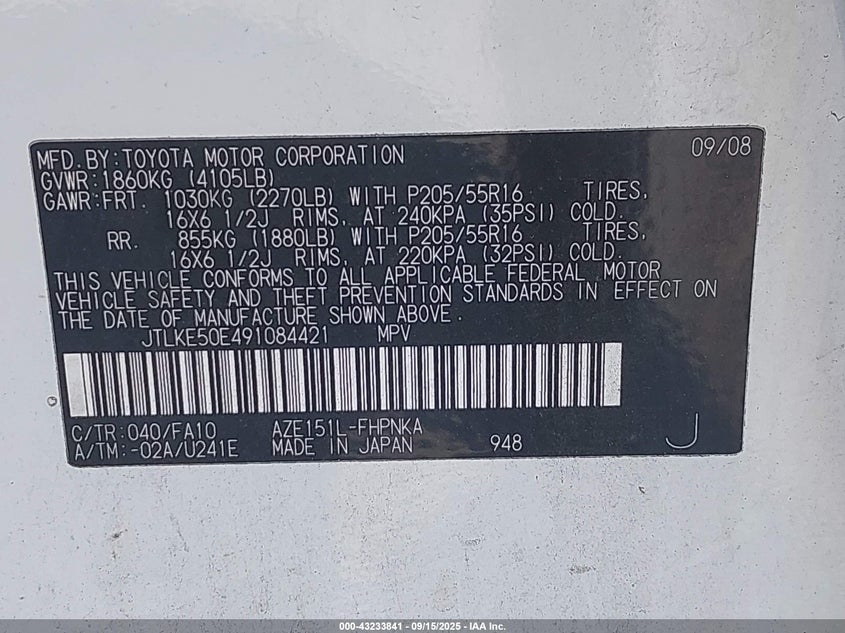 MFD.BY:TOYOTA MOTOR CORPORATION 09/08
GVWR:1860KG (4105LB)
GAWR:FRT. 1030KG (2270LB) WITH P205/55R16 TIRES,
16X6 1/2J RIMS, AT 240KPA (35PSI) COLD.
RR. 855KG (1880LB) WITH P205/55R16 TIRES,
16X6 1/2J RIMS, AT 220KPA (32PSI) COLD.
THIS VEHICLE CONFORMS TO ALL APPLICABLE FEDERAL MOTOR
VEHICLE SAFETY AND THEFT PREVENTION STANDARDS IN EFFECT ON
THE DATE OF MANUFACTURE SHOWN ABOVE.
JTLKE50E491084421 MPV
C/TR:040/FA10 AZE151L-FHPNKA
A/TM:-02A/U241E MADE IN JAPAN 948 J
000-43233841 - 09/15/2025 - IAA Inc.